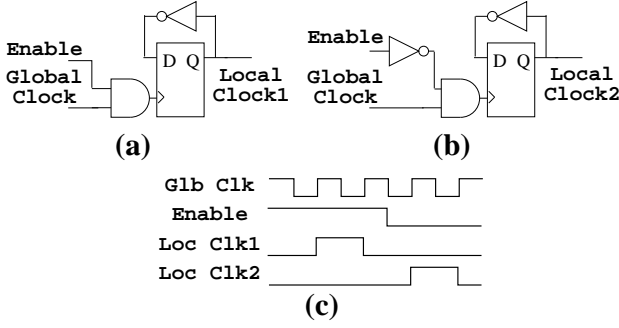 Enable
D Q
Global
Clock
Local
Clock1
(a)
Enable
D Q
Global
Clock
Local
Clock2
(b)
Glb Clk
Enable
Loc Clk1
Loc Clk2
(c)